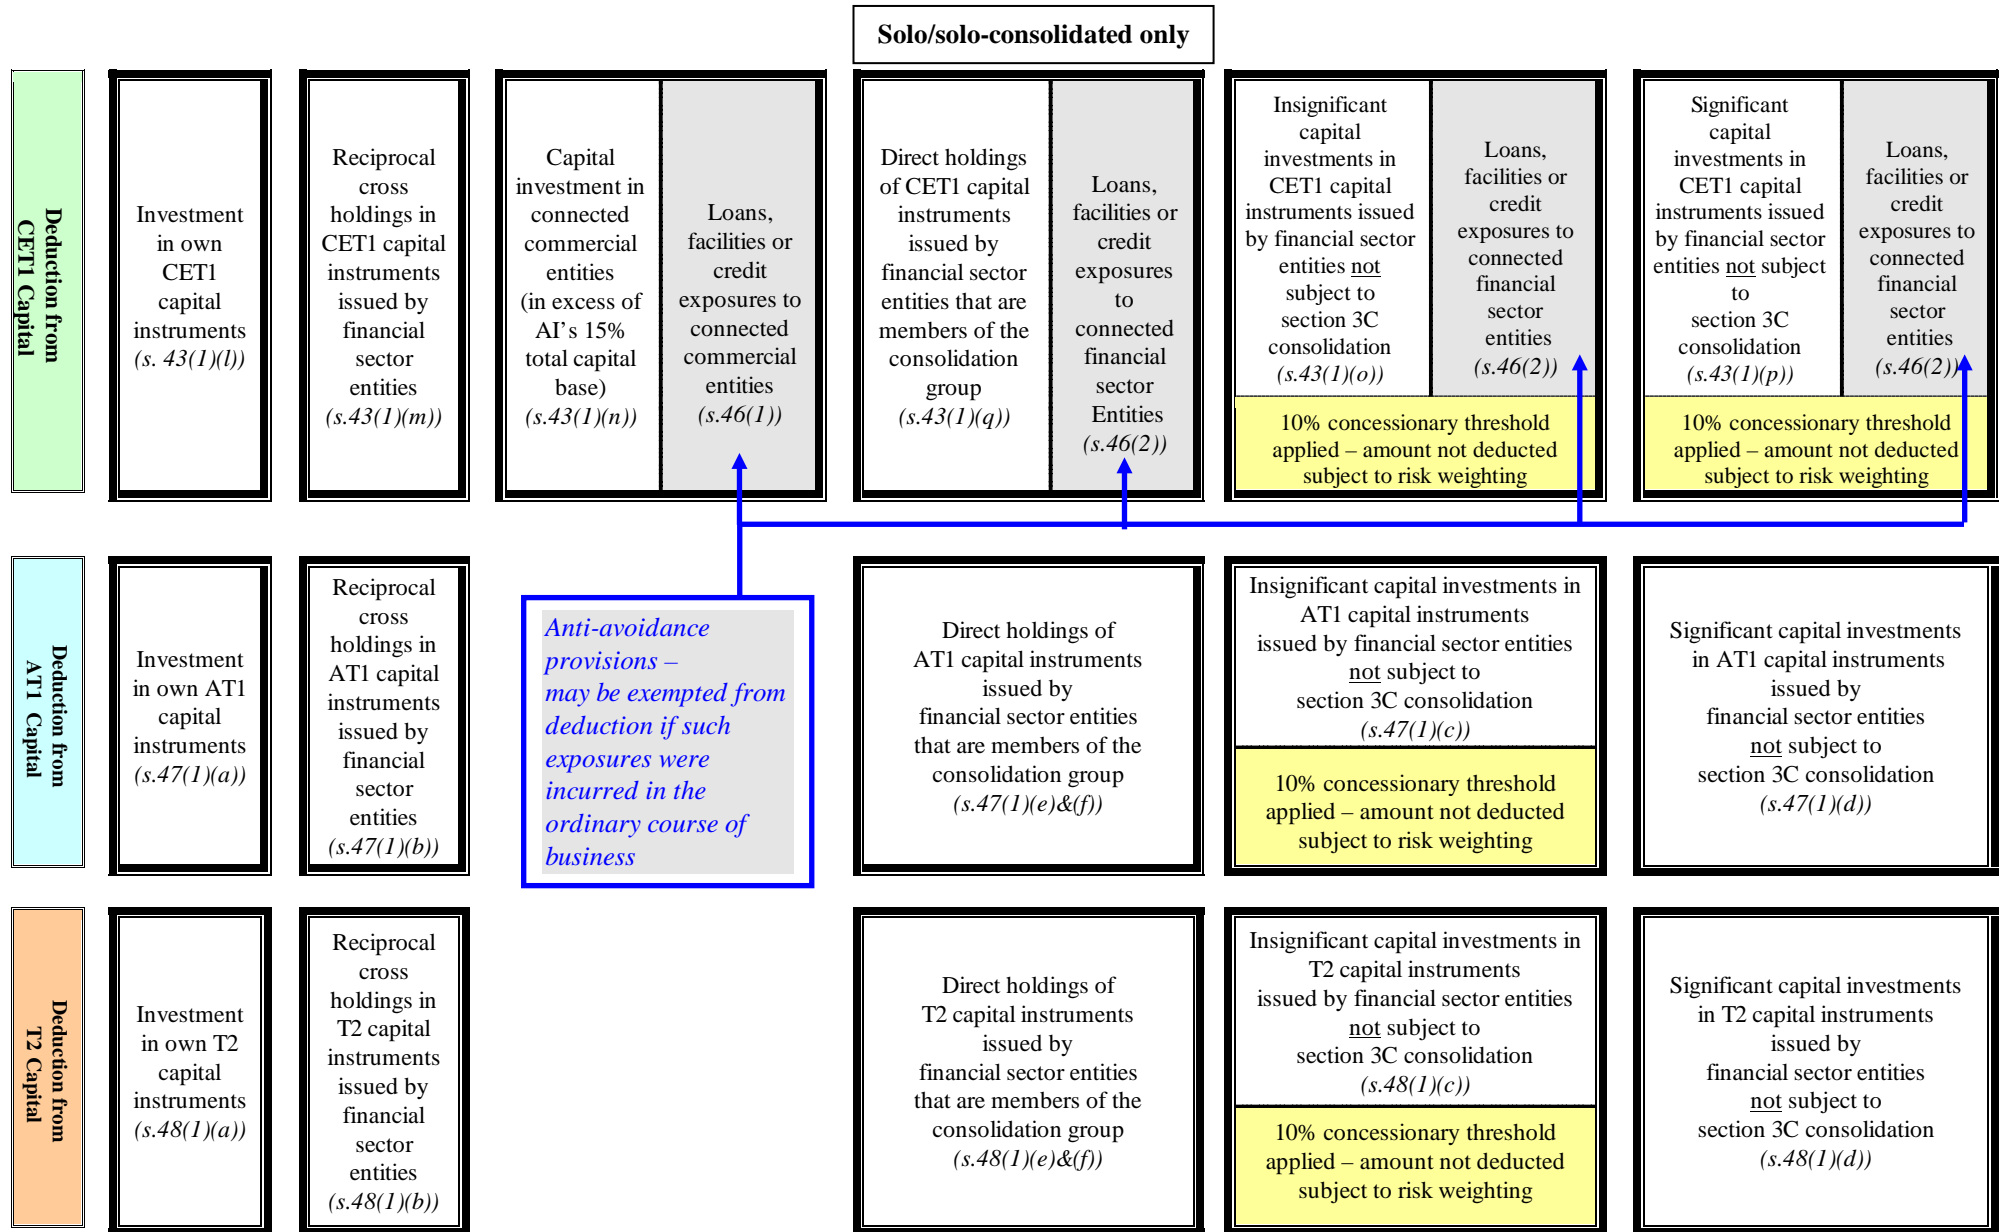 Solo/solo-consolidated only
Deduction from
CET1 Capital
Investment
in own
CET1
capital
instruments
(s. 43(1)(l))
Reciprocal
cross
holdings in
CET1 capital
instruments
issued by
financial
sector
entities
(s.43(1)(m))
Capital
investment in
connected
commercial
entities
(in excess of
AI’s 15%
total capital
base)
(s.43(1)(n))
Loans,
facilities or
credit
exposures to
connected
commercial
entities
(s.46(1))
Direct holdings
of CET1 capital
instruments
issued by
financial sector
entities that are
members of the
consolidation
group
(s.43(1)(q))
Loans,
facilities or
credit
exposures
to
connected
financial
sector
Entities
(s.46(2))
Insignificant
capital
investments in
CET1 capital
instruments issued
by financial sector
entities not
subject to
section 3C
consolidation
(s.43(1)(o))
Loans,
facilities or
credit
exposures to
connected
financial
sector
entities
(s.46(2))
10% concessionary threshold
applied – amount not deducted
subject to risk weighting
Significant
capital
investments in
CET1 capital
instruments issued
by financial sector
entities not subject
to
section 3C
consolidation
(s.43(1)(p))
Loans,
facilities or
credit
exposures to
connected
financial
sector
entities
(s.46(2))
10% concessionary threshold
applied – amount not deducted
subject to risk weighting
Deduction from
AT1 Capital
Investment
in own AT1
capital
instruments
(s.47(1)(a))
Reciprocal
cross
holdings in
AT1 capital
instruments
issued by
financial
sector
entities
(s.47(1)(b))
Anti-avoidance
provisions –
may be exempted from
deduction if such
exposures were
incurred in the
ordinary course of
business
Direct holdings of
AT1 capital instruments
issued by
financial sector entities
that are members of the
consolidation group
(s.47(1)(e)&(f))
Insignificant capital investments in
AT1 capital instruments
issued by financial sector entities
not subject to
section 3C consolidation
(s.47(1)(c))
10% concessionary threshold
applied – amount not deducted
subject to risk weighting
Significant capital investments
in AT1 capital instruments
issued by
financial sector entities
not subject to
section 3C consolidation
(s.47(1)(d))
Deduction from
T2 Capital
Investment
in own T2
capital
instruments
(s.48(1)(a))
Reciprocal
cross
holdings in
T2 capital
instruments
issued by
financial
sector
entities
(s.48(1)(b))
Direct holdings of
T2 capital instruments
issued by
financial sector entities
that are members of the
consolidation group
(s.48(1)(e)&(f))
Insignificant capital investments in
T2 capital instruments
issued by financial sector entities
not subject to
section 3C consolidation
(s.48(1)(c))
10% concessionary threshold
applied – amount not deducted
subject to risk weighting
Significant capital investments
in T2 capital instruments
issued by
financial sector entities
not subject to
section 3C consolidation
(s.48(1)(d))